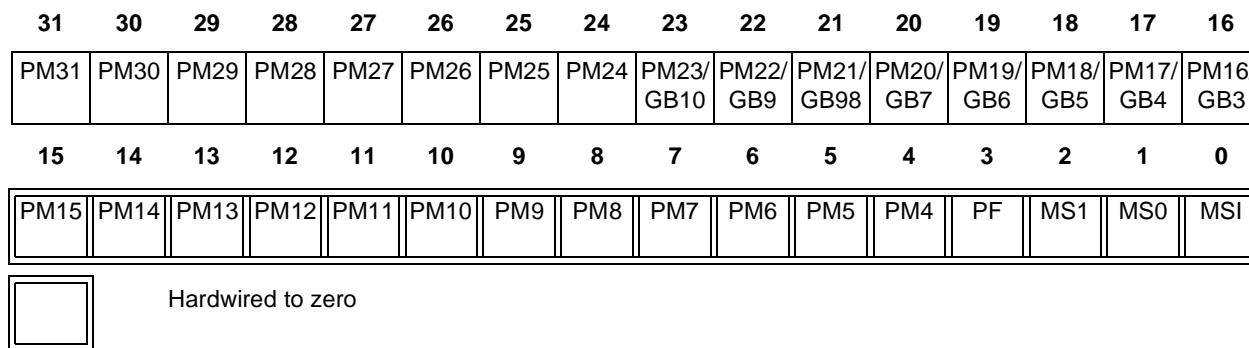 31 30 29 28 27 26 25 24 23 22 21 20 19 18 17 16
PM31 PM30 PM29 PM28 PM27 PM26 PM25 PM24 PM23/ PM22/ PM21/ PM20/ PM19/ PM18/ PM17/ PM16/
GB10 GB9 GB98 GB7 GB6 GB5 GB4 GB3
15 14 13 12 11 10 9 8 7 6 5 4 3 2 1 0
PM15 PM14 PM13 PM12 PM11 PM10 PM9 PM8 PM7 PM6 PM5 PM4 PF MS1 MS0 MSI
Hardwired to zero